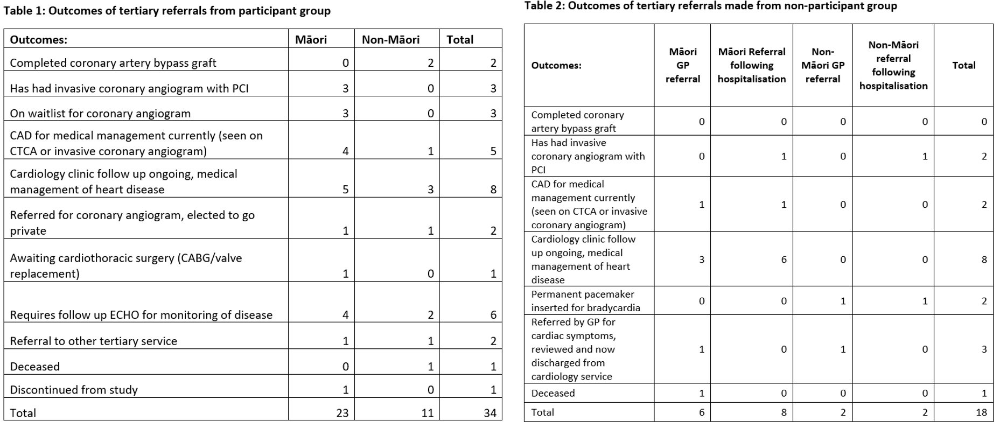 Table 1: Outcomes of tertiary referrals from participant group
Outcomes: Māori Non-Māori Total
Completed coronary artery bypass graft 0 2 2
Has had invasive coronary angiogram with PCI 3 0 3
On waitlist for coronary angiogram 3 0 3
CAD for medical management currently (seen on
CTCA or invasive coronary angiogram) 4 1 5
Cardiology clinic follow up ongoing, medical
management of heart disease 5 3 8
Referred for coronary angiogram, elected to go
private 1 1 2
Awaiting cardiothoracic surgery (CABG/valve
replacement) 1 0 1
Requires follow up ECHO for monitoring of disease 4 2 6
Referral to other tertiary service 1 1 2
Deceased 0 1 1
Discontinued from study 1 0 1
Total 23 11 34
Table 2: Outcomes of tertiary referrals made from non-participant group
Outcomes:
Māori
GP
referral
Māori Referral
following
hospitalisation
Non-
Māori GP
referral
Non-Māori
referral
following
hospitalisation
Total
Completed coronary
artery bypass graft
0 0 0 0 0
Has had invasive
coronary angiogram with
PCI
0 1 0 1 2
CAD for medical
management currently
(seen on CTCA or invasive
coronary angiogram)
1 1 0 0 2
Cardiology clinic follow
up ongoing, medical
management of heart
disease
3 6 0 0 8
Permanent pacemaker
inserted for bradycardia
0 0 1 1 2
Referred by GP for
cardiac symptoms,
reviewed and now
discharged from
cardiology service
1 0 1 0 3
Deceased 1 0 0 0 1
Total 6 8 2 2 18